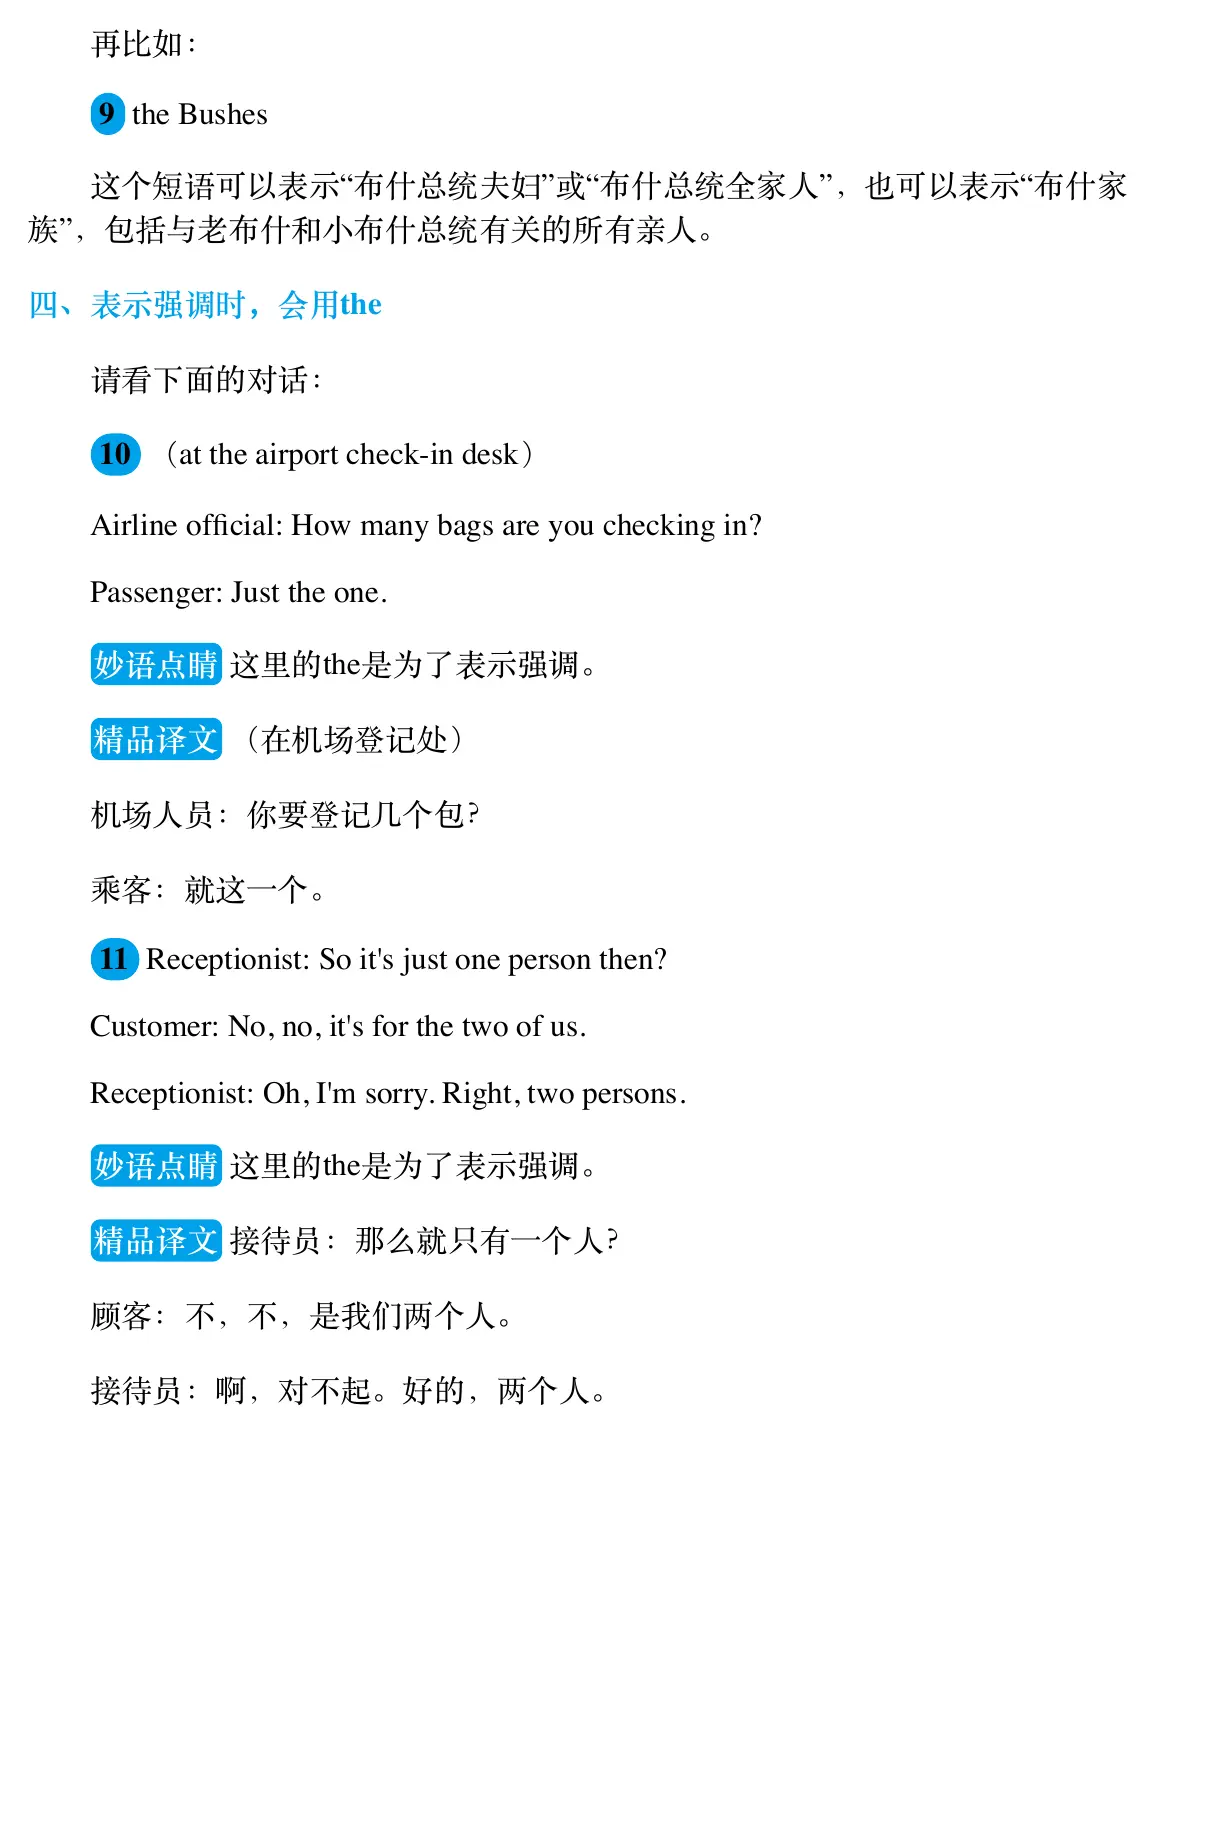 再比如：
9 the Bushes
这个短语可以表示“布什总统夫妇”或“布什总统全家人”，也可以表示“布什家
族”，包括与老布什和小布什总统有关的所有亲人。
四、表示强调时，会用the
请看下面的对话：
10 （at the airport check-in desk）
Airline official: How many bags are you checking in?
Passenger: Just the one.
妙语点睛 这里的the是为了表示强调。
精品译文 （在机场登记处）
机场人员：你要登记几个包？
乘客：就这一个。
11 Receptionist: So it's just one person then?
Customer: No, no, it's for the two of us.
Receptionist: Oh, I'm sorry. Right, two persons.
妙语点睛 这里的the是为了表示强调。
精品译文 接待员：那么就只有一个人？
顾客：不，不，是我们两个人。
接待员：啊，对不起。好的，两个人。